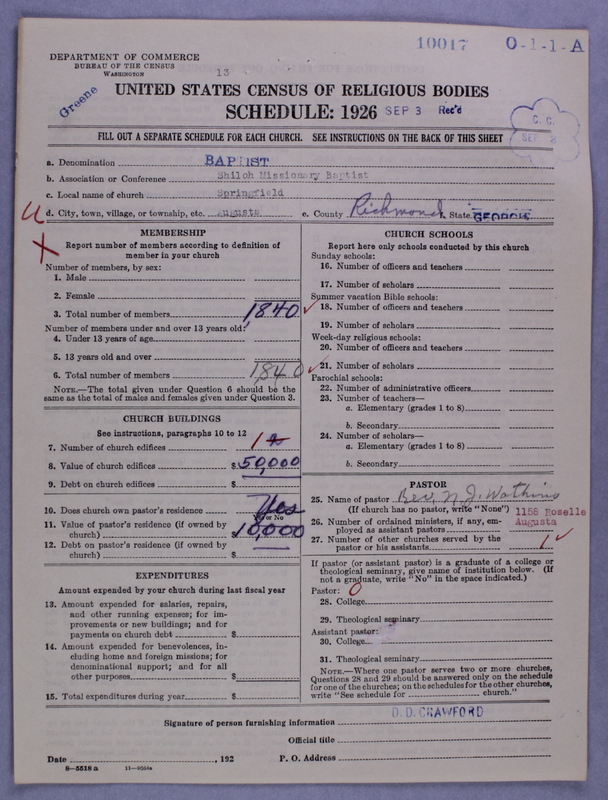 10017 O-1-1-A
DEPARTMENT OF COMMERCE
BUREAU OF THE CENSUS
WASHINGTON
13
Greene
UNITED STATES CENSUS OF RELIGIOUS BODIES
SCHEDULE: 1926 SEP 3 Rec'd
C. C.
SEP 8
FILL OUT A SEPARATE SCHEDULE FOR EACH CHURCH. SEE INSTRUCTIONS ON THE BACK OF THIS SHEET
a. Denomination BAPTIST
b. Association or Conference Shiloh Missionary Baptist
c. Local name of church Springfield
U d. City, town, village, or township, etc. Augusta e. County Richmond f. State GEORGIA
X
MEMBERSHIP
Report number of members according to definition of
member in your church
Number of members, by sex:
1. Male
2. Female
3. Total number of members 1840
Number of members under and over 13 years old:
4. Under 13 years of age
5. 13 years old and over
6. Total number of members 1840
NOTE.—The total given under Question 6 should be the
same as the total of males and females given under Question 3.
CHURCH BUILDINGS
See instructions, paragraphs 10 to 12
7. Number of church edifices 1 2
8. Value of church edifices $50,000
9. Debt on church edifices $
10. Does church own pastor's residence Yes
Yes or No
11. Value of pastor's residence (if owned by
church) $10,000
12. Debt on pastor's residence (if owned by
church) $
EXPENDITURES
Amount expended by your church during last fiscal year
13. Amount expended for salaries, repairs,
and other running expenses; for im-
provements or new buildings; and for
payments on church debt $
14. Amount expended for benevolences, in-
cluding home and foreign missions; for
denominational support; and for all
other purposes $
15. Total expenditures during year $
CHURCH SCHOOLS
Report here only schools conducted by this church
Sunday schools:
16. Number of officers and teachers
17. Number of scholars
Summer vacation Bible schools:
18. Number of officers and teachers
19. Number of scholars
Week-day religious schools:
20. Number of officers and teachers
21. Number of scholars
Parochial schools:
22. Number of administrative officers
23. Number of teachers—
a. Elementary (grades 1 to 8)
b. Secondary
24. Number of scholars—
a. Elementary (grades 1 to 8)
b. Secondary
PASTOR
25. Name of pastor Rev. N. J. Watkins
(If church has no pastor, write "None") 1158 Roselle
26. Number of ordained ministers, if any, em- Augusta
ployed as assistant pastors
27. Number of other churches served by the
pastor or his assistants 1
If pastor (or assistant pastor) is a graduate of a college or
theological seminary, give name of institution below. (If
not a graduate, write "No" in the space indicated.)
Pastor: 0
28. College
29. Theological seminary
Assistant pastor:
30. College
31. Theological seminary
NOTE.—Where one pastor serves two or more churches,
Questions 28 and 29 should be answered only on the schedule
for one of the churches; on the schedules for the other churches,
write "See schedule for church."
Signature of person furnishing information D. D. CRAWFORD
Official title
Date , 192 P. O. Address
8—5518a